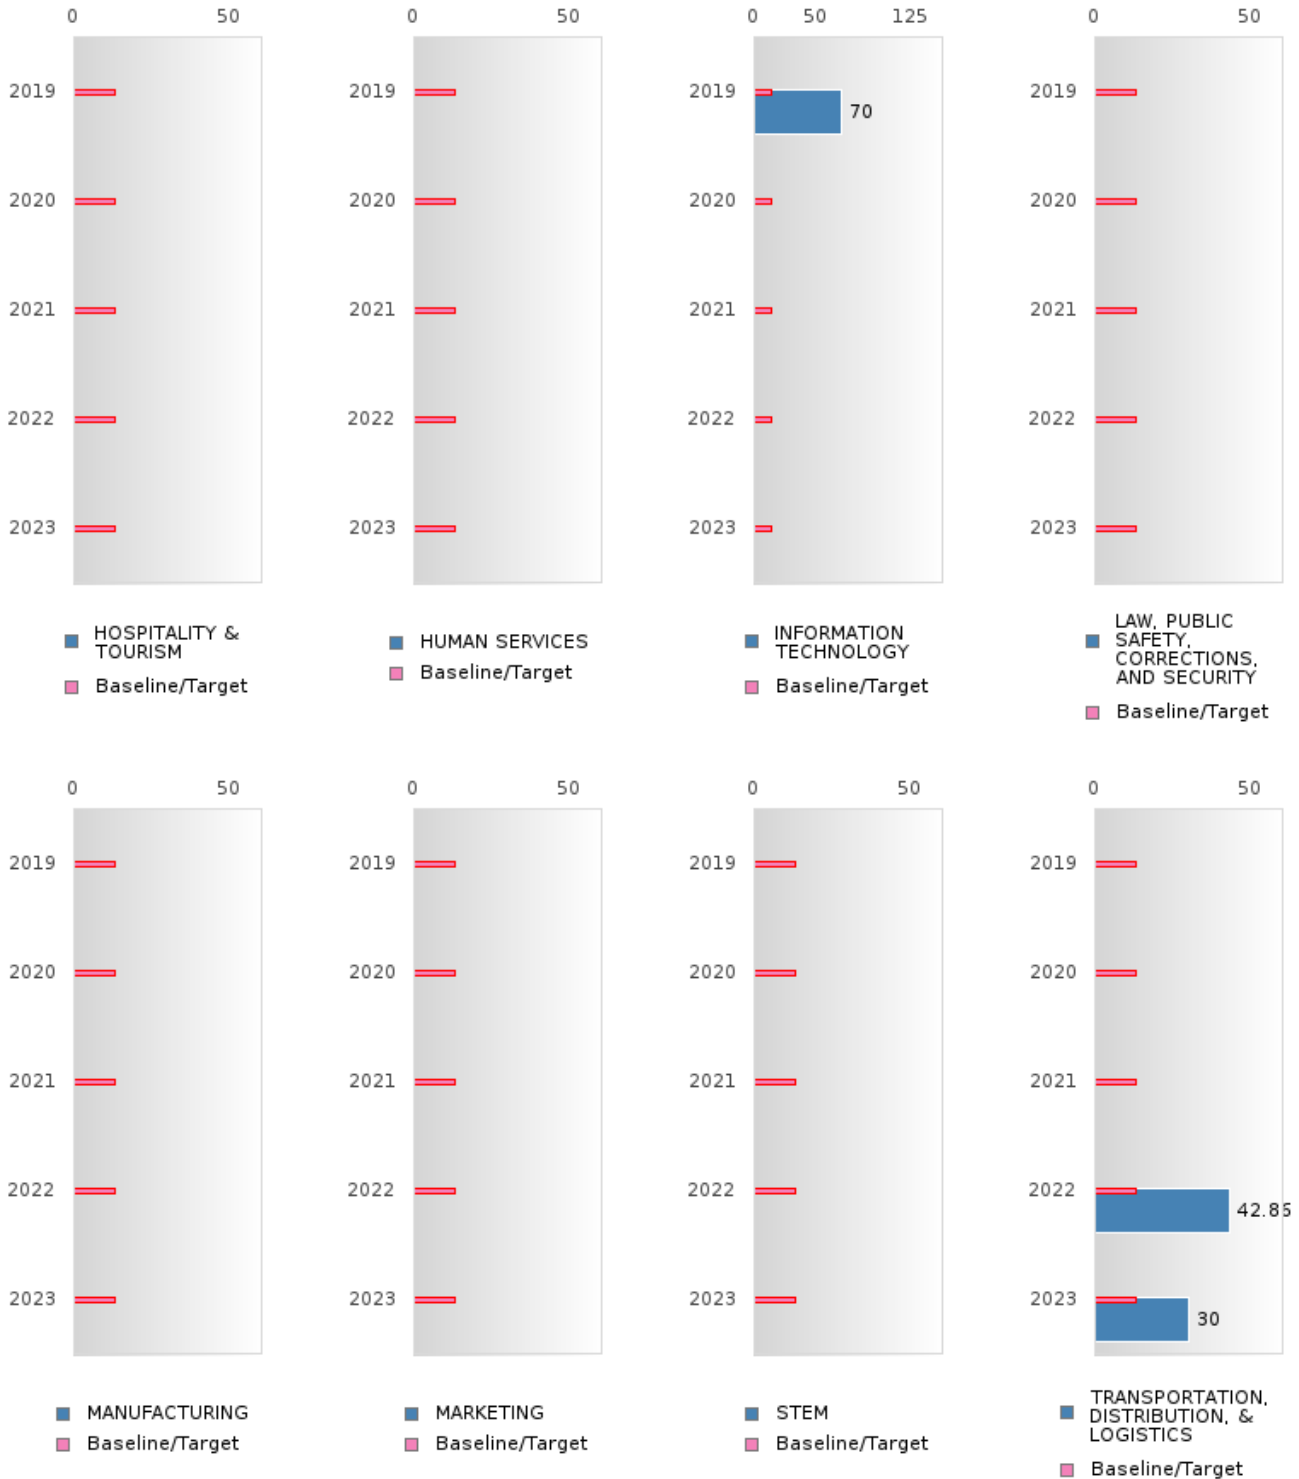 0 50
0 50
0 50 125
0 50
2019
2020
2021
2022
2023
2019
2020
2021
2022
2023
2019
70
2020
2021
2022
2023
2019
2020
2021
2022
2023
HOSPITALITY &
TOURISM
Baseline/Target
HUMAN SERVICES
Baseline/Target
INFORMATION
TECHNOLOGY
Baseline/Target
LAW, PUBLIC
SAFETY,
CORRECTIONS,
AND SECURITY
Baseline/Target
0 50
0 50
0 50
0 50
2019
2020
2021
2022
2023
2019
2020
2021
2022
2023
2019
2020
2021
2022
2023
2019
2020
2021
2022
42.86
2023
30
MANUFACTURING
Baseline/Target
MARKETING
Baseline/Target
STEM
Baseline/Target
TRANSPORTATION,
DISTRIBUTION, &
LOGISTICS
Baseline/Target